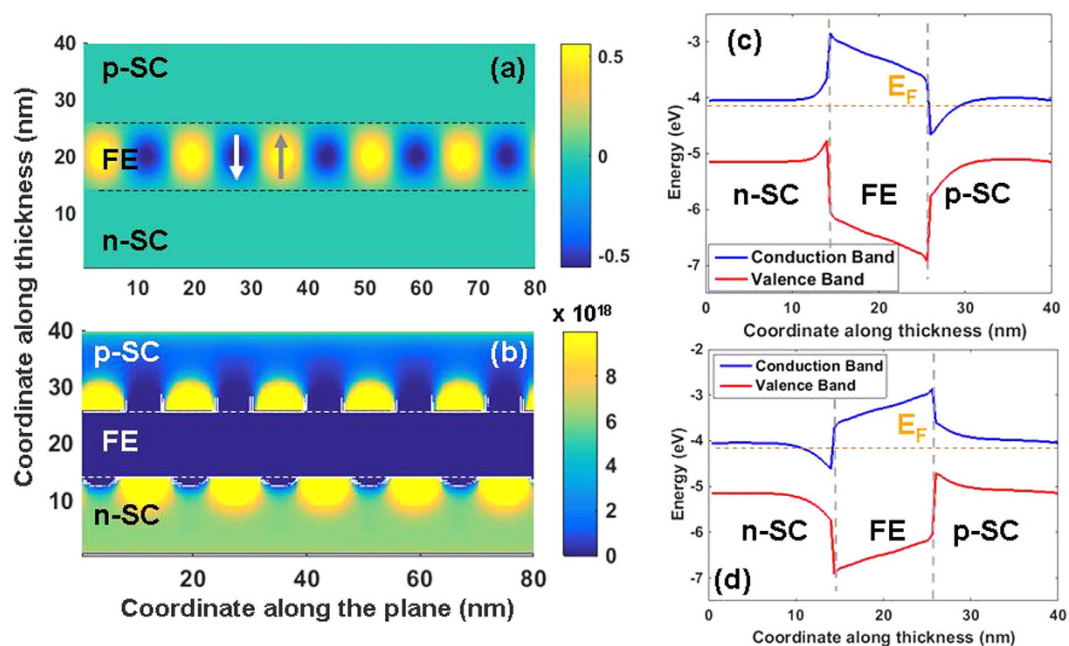 Coordinate along thickness (nm)
40
30
20
10
p-SC
(a)
FE
n-SC
10 20 30 40 50 60 70 80
0.5
0
-0.5
40
30
20
10
p-SC
(b)
FE
n-SC
20 40 60 80
x 10¹⁸
10
8
6
4
2
0
Coordinate along the plane (nm)
(c)
Energy (eV)
-3
-4
-5
-6
-7
EF
n-SC FE p-SC
Conduction Band
Valence Band
0 10 20 30 40
Coordinate along thickness (nm)
Energy (eV)
-2
-3
-4
-5
-6
-7
Conduction Band
Valence Band
EF
n-SC FE p-SC
(d)
0 10 20 30 40
Coordinate along thickness (nm)